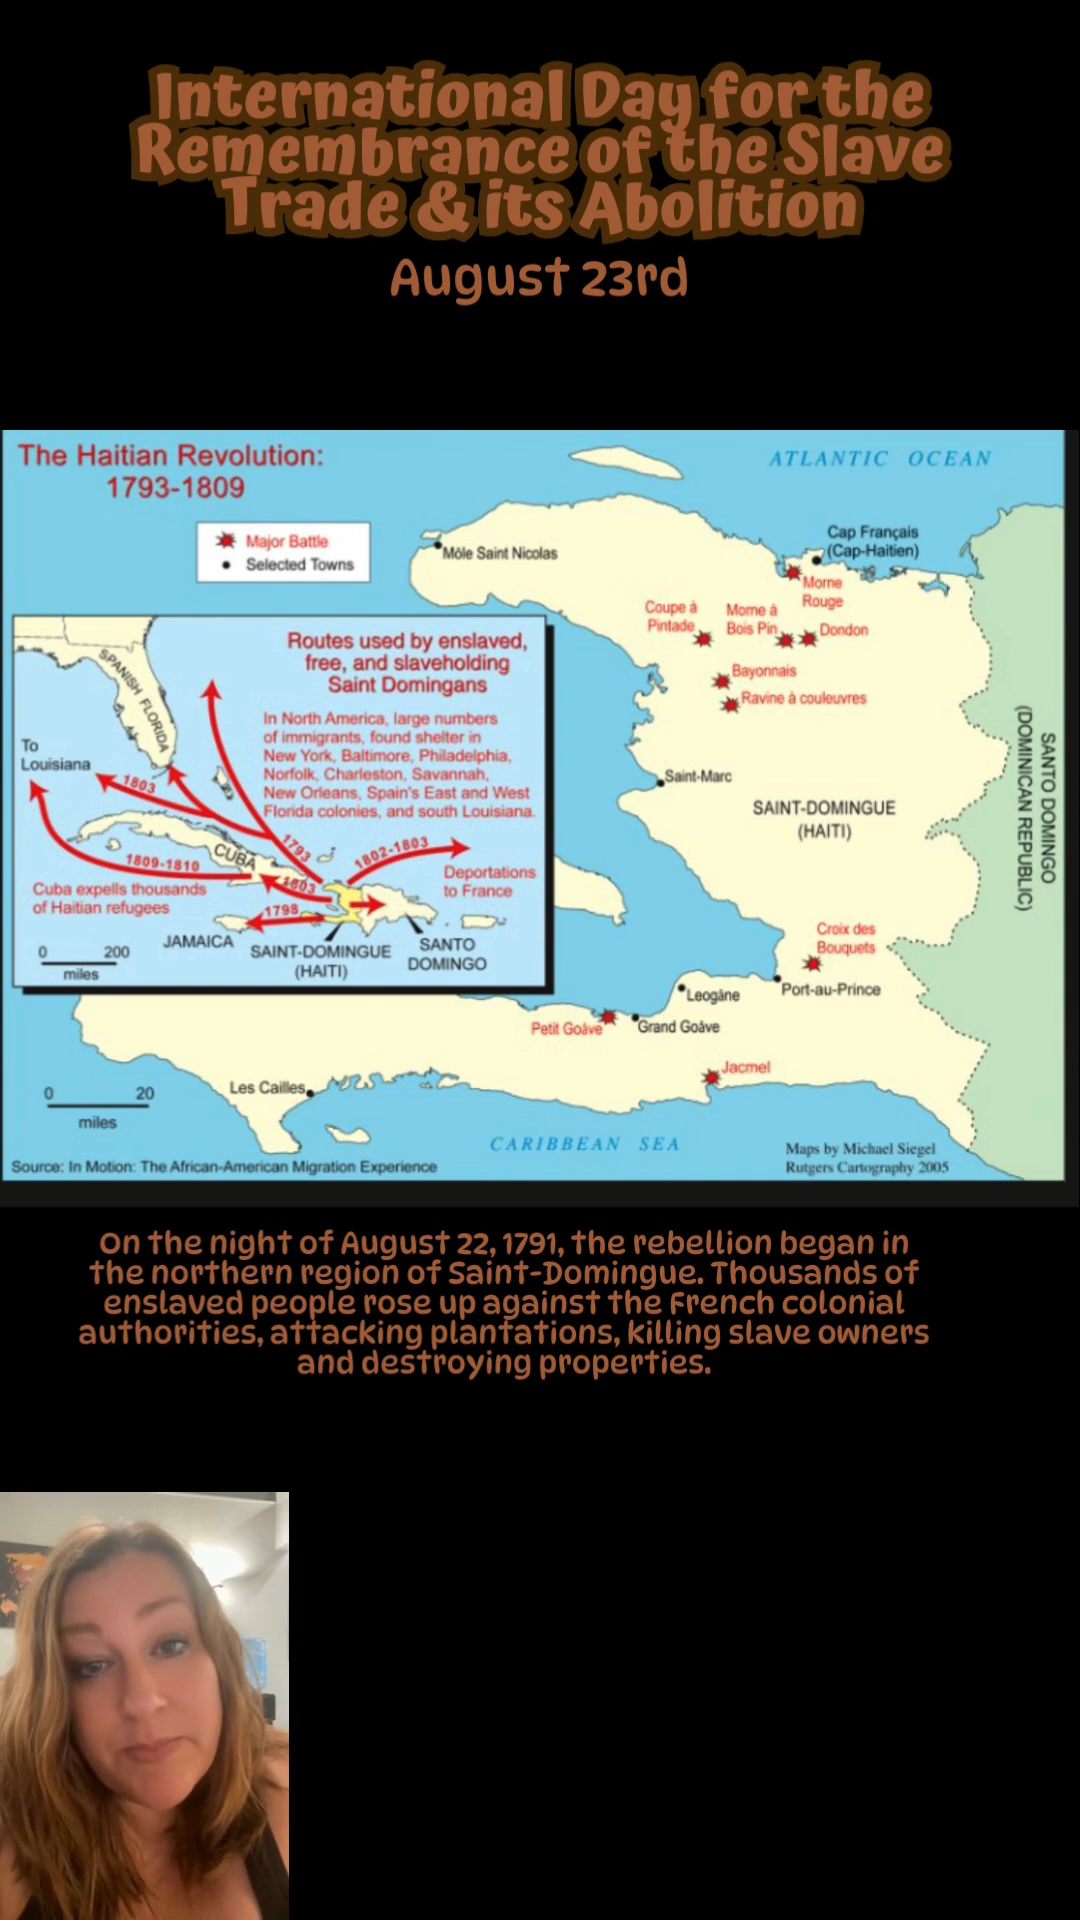 International Day for the
Remembrance of the Slave
Trade & its Abolition
August 23rd
The Haitian Revolution:
1793-1809
ATLANTIC OCEAN
Major Battle
Selected Towns
Môle Saint Nicolas
Cap Français
(Cap-Haitien)
Morne
Rouge
Coupe à
Pintade
Morne à
Bois Pin
Dondon
Bayonnais
Ravine à couleuvres
Saint-Marc
SAINT-DOMINGUE
(HAITI)
SANTO DOMINGO
(DOMINICAN REPUBLIC)
Routes used by enslaved,
free, and slaveholding
Saint Domingans
In North America, large numbers
of immigrants, found shelter in
New York, Baltimore, Philadelphia,
Norfolk, Charleston, Savannah,
New Orleans, Spain's East and West
Florida colonies, and south Louisiana.
SPANISH FLORIDA
To
Louisiana
1803
1793
1802-1803
CUBA
1809-1810
1803
Deportations
to France
Cuba expells thousands
of Haitian refugees
1798
JAMAICA
SAINT-DOMINGUE
(HAITI)
SANTO
DOMINGO
0 200
miles
Croix des
Bouquets
Port-au-Prince
Leogâne
Petit Goâve
Grand Goâve
Jacmel
Les Cailles
0 20
miles
CARIBBEAN SEA
Maps by Michael Siegel
Rutgers Cartography 2005
Source: In Motion: The African-American Migration Experience
On the night of August 22, 1791, the rebellion began in
the northern region of Saint-Domingue. Thousands of
enslaved people rose up against the French colonial
authorities, attacking plantations, killing slave owners
and destroying properties.